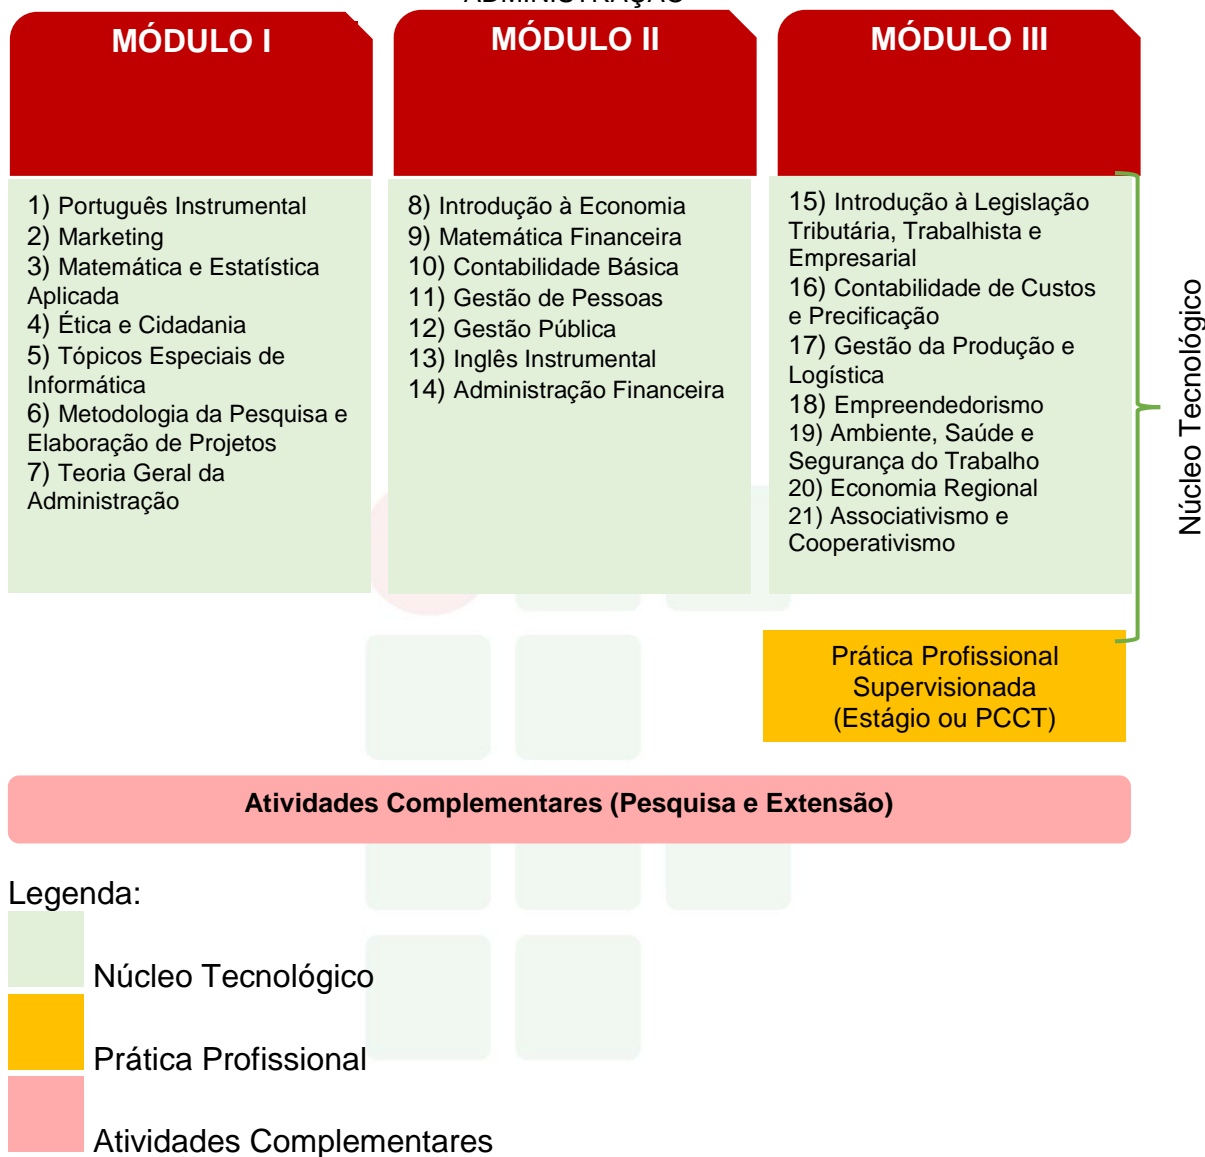 ADMINISTRAÇÃO
MÓDULO I
1) Português Instrumental
2) Marketing
3) Matemática e Estatística
Aplicada
4) Ética e Cidadania
5) Tópicos Especiais de
Informática
6) Metodologia da Pesquisa e
Elaboração de Projetos
7) Teoria Geral da
Administração
MÓDULO II
8) Introdução à Economia
9) Matemática Financeira
10) Contabilidade Básica
11) Gestão de Pessoas
12) Gestão Pública
13) Inglês Instrumental
14) Administração Financeira
MÓDULO III
15) Introdução à Legislação
Tributária, Trabalhista e
Empresarial
16) Contabilidade de Custos
e Precificação
17) Gestão da Produção e
Logística
18) Empreendedorismo
19) Ambiente, Saúde e
Segurança do Trabalho
20) Economia Regional
21) Associativismo e
Cooperativismo
Núcleo Tecnológico
Prática Profissional
Supervisionada
(Estágio ou PCCT)
Atividades Complementares (Pesquisa e Extensão)
Legenda:
Núcleo Tecnológico
Prática Profissional
Atividades Complementares